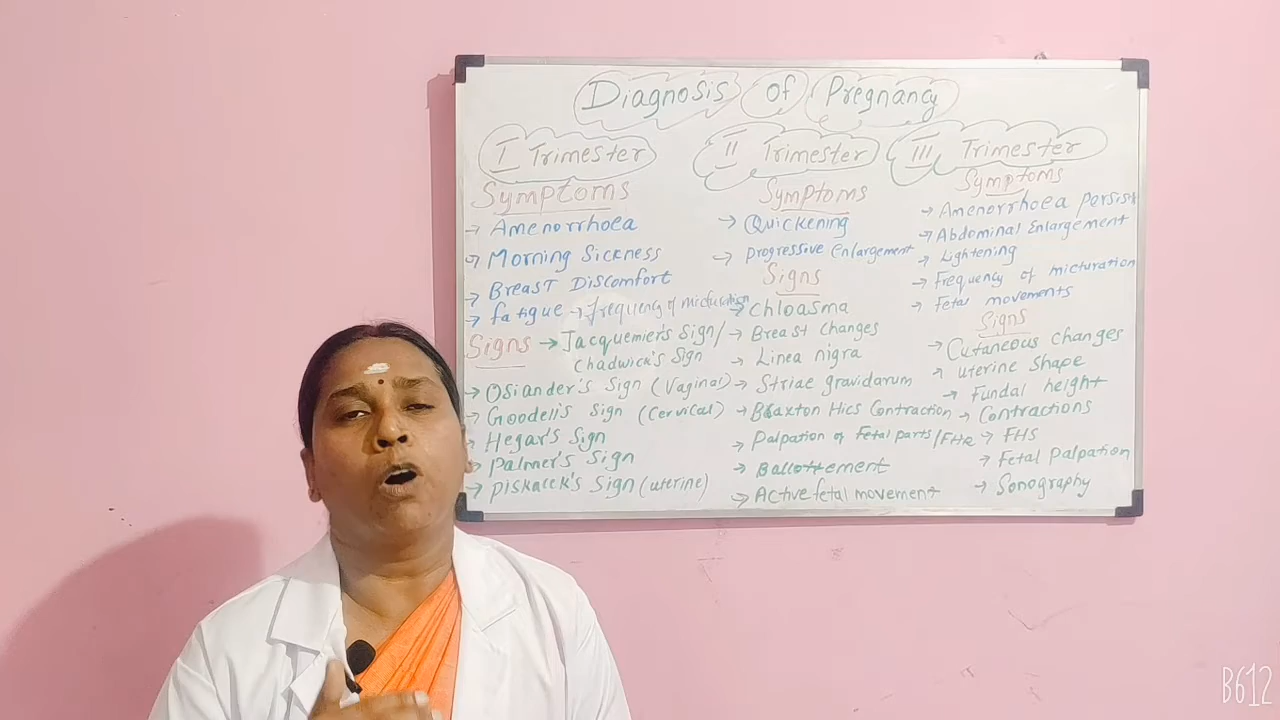 Diagnosis of Pregnancy
I Trimester
Symptoms
→ Amenorrhoea
→ Morning Sickness
→ Breast Discomfort
→ fatigue → frequency of micturation
Signs → Jacquemier's Sign/
Chadwick's Sign
→ Osiander's Sign (Vaginal)
→ Goodell's Sign (Cervical)
→ Hegar's Sign
→ Palmer's Sign
→ Piskacek's Sign (uterine)
II Trimester
Symptoms
→ Quickening
→ progressive Enlargement
Signs
→ Chloasma
→ Breast Changes
→ Linea nigra
→ Striae gravidarum
→ Braxton Hics Contraction
→ Palpation of Fetal parts/FHR
→ Ballottement
→ Active fetal movement
III Trimester
Symptoms
→ Amenorrhoea Persist
→ Abdominal Enlargement
→ Lightening
→ Frequency of micturation
→ Fetal movements
Signs
→ Cutaneous changes
→ uterine Shape
→ Fundal height
→ Contractions
→ FHS
→ Fetal Palpation
→ Sonography
B612